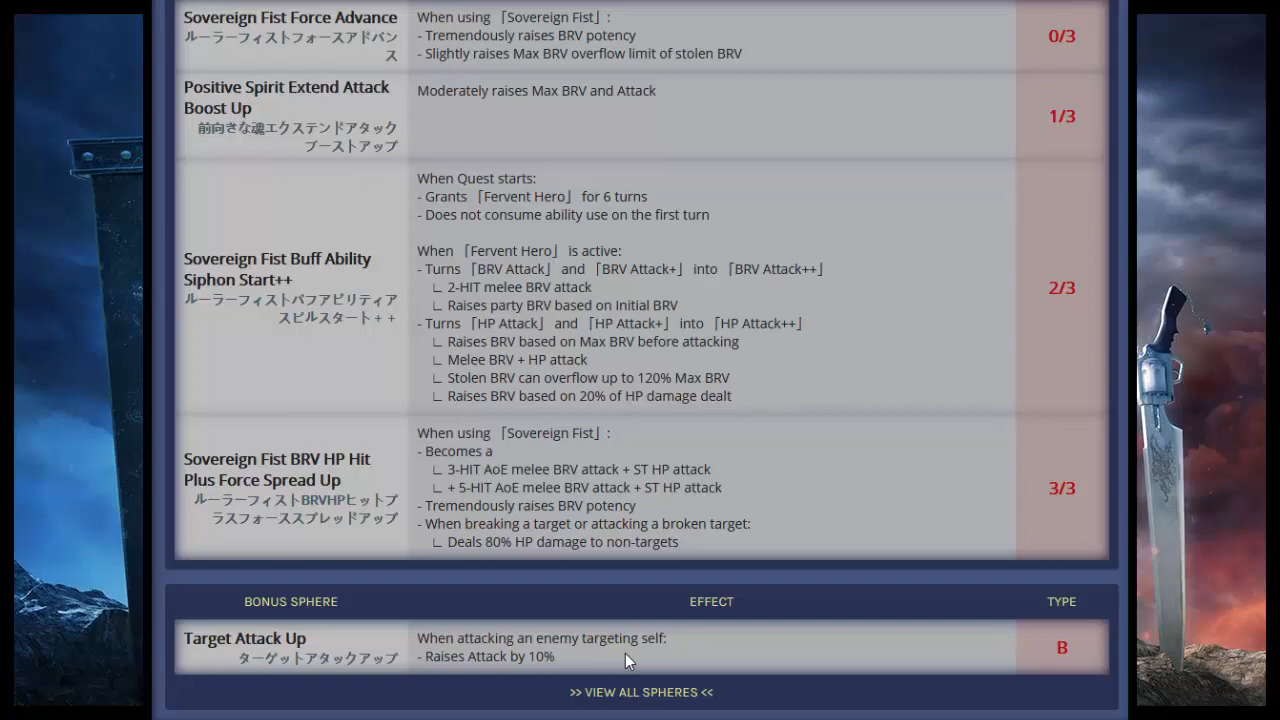 Sovereign Fist Force Advance
ルーラーフィストフォースアドバン
ス
When using 「Sovereign Fist」 :
- Tremendously raises BRV potency
- Slightly raises Max BRV overflow limit of stolen BRV
0/3
Positive Spirit Extend Attack
Boost Up
前向きな魂エクステンドアタック
ブーストアップ
Moderately raises Max BRV and Attack
1/3
Sovereign Fist Buff Ability
Siphon Start++
ルーラーフィストバフアビリティア
スピルスタート++
When Quest starts:
- Grants 「Fervent Hero」 for 6 turns
- Does not consume ability use on the first turn
When 「Fervent Hero」 is active:
- Turns 「BRV Attack」 and 「BRV Attack+」 into 「BRV Attack++」
∟ 2-HIT melee BRV attack
∟ Raises party BRV based on Initial BRV
- Turns 「HP Attack」 and 「HP Attack+」 into 「HP Attack++」
∟ Raises BRV based on Max BRV before attacking
∟ Melee BRV + HP attack
∟ Stolen BRV can overflow up to 120% Max BRV
∟ Raises BRV based on 20% of HP damage dealt
2/3
Sovereign Fist BRV HP Hit
Plus Force Spread Up
ルーラーフィストBRVHPヒットプ
ラスフォーススプレッドアップ
When using 「Sovereign Fist」 :
- Becomes a
∟ 3-HIT AoE melee BRV attack + ST HP attack
∟ + 5-HIT AoE melee BRV attack + ST HP attack
- Tremendously raises BRV potency
- When breaking a target or attacking a broken target:
∟ Deals 80% HP damage to non-targets
3/3
BONUS SPHERE
EFFECT
TYPE
Target Attack Up
ターゲットアタックアップ
When attacking an enemy targeting self:
- Raises Attack by 10%
B
>> VIEW ALL SPHERES <<